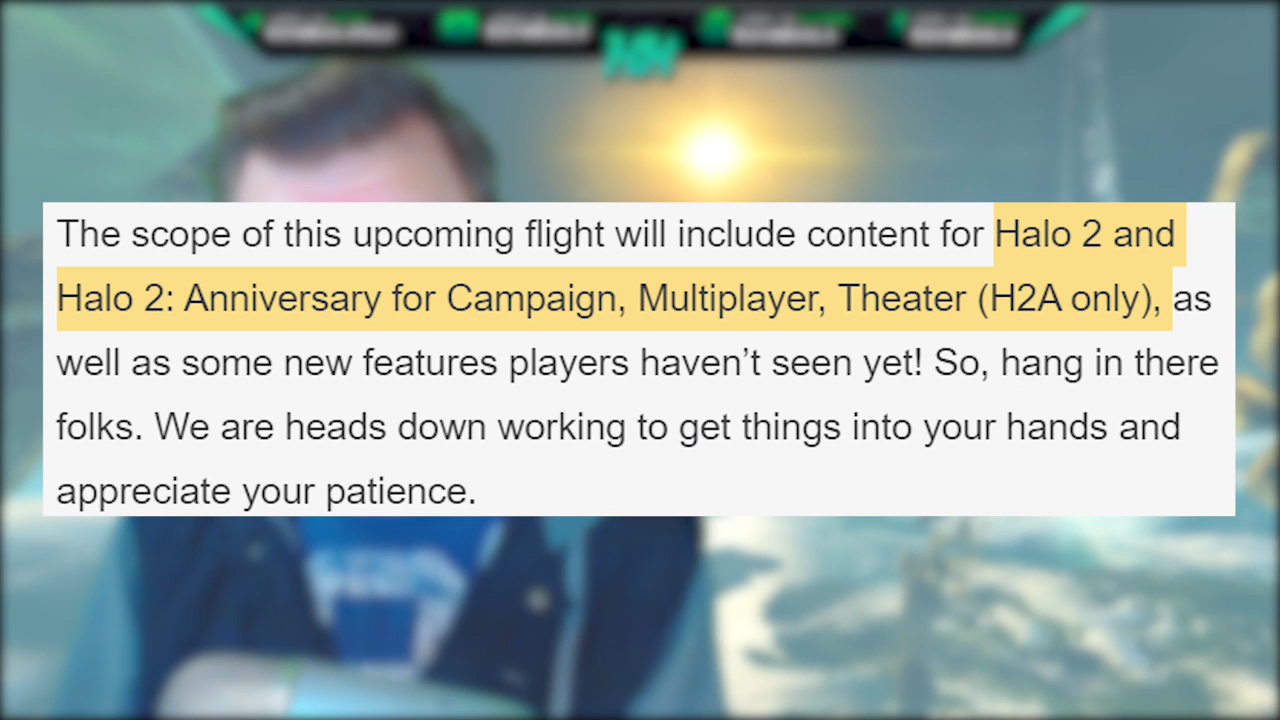 The scope of this upcoming flight will include content for Halo 2 and
Halo 2: Anniversary for Campaign, Multiplayer, Theater (H2A only), as
well as some new features players haven’t seen yet! So, hang in there
folks. We are heads down working to get things into your hands and
appreciate your patience.